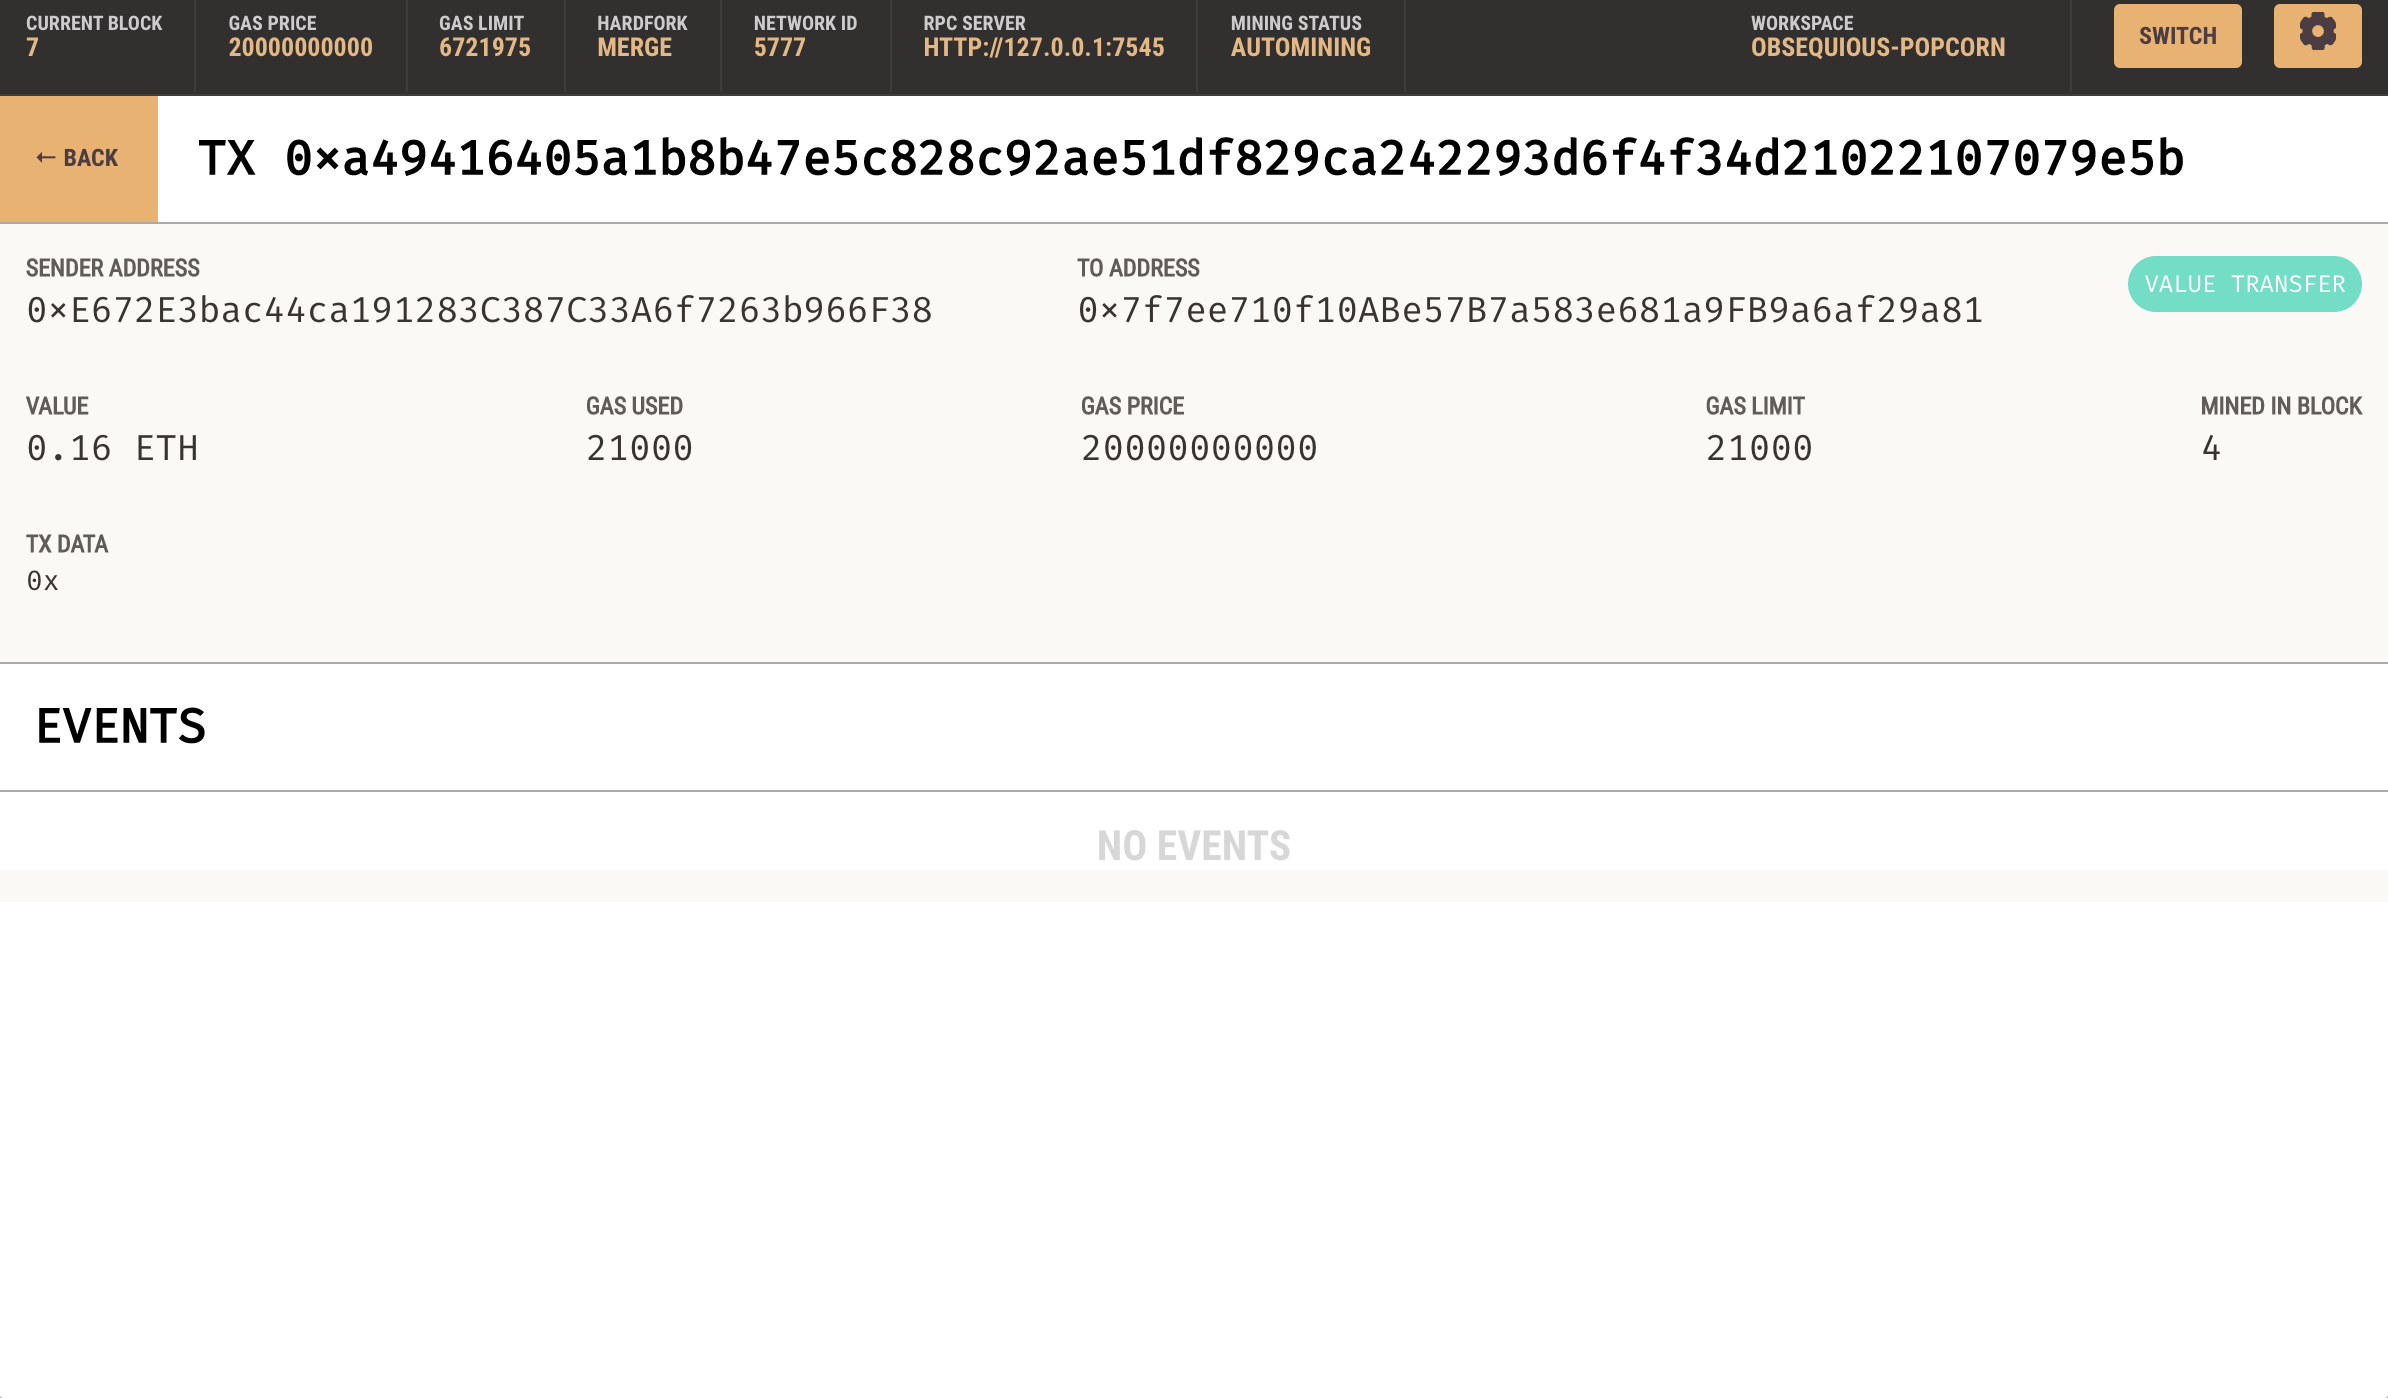 CURRENT BLOCK
7
GAS PRICE
20000000000
GAS LIMIT
6721975
HARDFORK
MERGE
NETWORK ID
5777
RPC SERVER
HTTP://127.0.0.1:7545
MINING STATUS
AUTOMINING
WORKSPACE
OBSEQUIOUS-POPCORN
SWITCH
← BACK
TX 0×a49416405a1b8b47e5c828c92ae51df829ca242293d6f4f34d21022107079e5b
SENDER ADDRESS
0×E672E3bac44ca191283C387C33A6f7263b966F38
TO ADDRESS
0×7f7ee710f10ABe57B7a583e681a9FB9a6af29a81
VALUE TRANSFER
VALUE
0.16 ETH
GAS USED
21000
GAS PRICE
20000000000
GAS LIMIT
21000
MINED IN BLOCK
4
TX DATA
0x
EVENTS
NO EVENTS